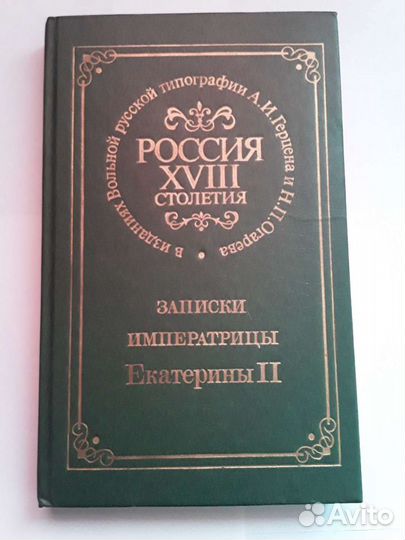 в изданиях Вольной русской типографии А.И.Герцена и Н.П.Огарева
РОССИЯ
XVIII
СТОЛЕТИЯ
ЗАПИСКИ
ИМПЕРАТРИЦЫ
Екатерины II
Avito